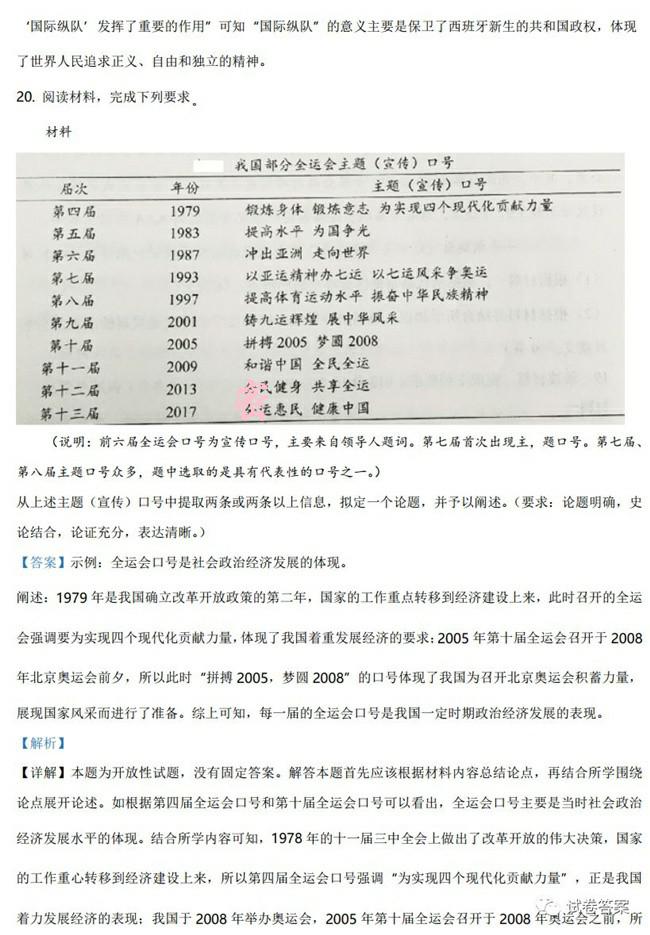 ‘国际纵队’发挥了重要的作用”可知“国际纵队”的意义主要是保卫了西班牙新生的共和国政权，体现
了世界人民追求正义、自由和独立的精神。
20. 阅读材料，完成下列要求。
材料
我国部分全运会主题（宣传）口号
届次 年份 主题（宣传）口号
第四届 1979 锻炼身体 锻炼意志 为实现四个现代化贡献力量
第五届 1983 提高水平 为国争光
第六届 1987 冲出亚洲 走向世界
第七届 1993 以亚运精神办七运 以七运风采争奥运
第八届 1997 提高体育运动水平 振奋中华民族精神
第九届 2001 铸九运辉煌 展中华风采
第十届 2005 拼搏2005 梦圆2008
第十一届 2009 和谐中国 全民全运
第十二届 2013 全民健身 共享全运
第十三届 2017 全运惠民 健康中国
（说明：前六届全运会口号为宣传口号，主要来自领导人题词。第七届首次出现主，题口号。第七届、
第八届主题口号众多，题中选取的是具有代表性的口号之一。）
从上述主题（宣传）口号中提取两条或两条以上信息，拟定一个论题，并予以阐述。（要求：论题明确，史
论结合，论证充分，表达清晰。）
【答案】示例：全运会口号是社会政治经济发展的体现。
阐述：1979 年是我国确立改革开放政策的第二年，国家的工作重点转移到经济建设上来，此时召开的全运
会强调要为实现四个现代化贡献力量，体现了我国着重发展经济的要求；2005 年第十届全运会召开于 2008
年北京奥运会前夕，所以此时“拼搏 2005，梦圆 2008”的口号体现了我国为召开北京奥运会积蓄力量，
展现国家风采而进行了准备。综上可知，每一届的全运会口号是我国一定时期政治经济发展的表现。
【解析】
【详解】本题为开放性试题，没有固定答案。解答本题首先应该根据材料内容总结论点，再结合所学围绕
论点展开论述。如根据第四届全运会口号和第十届全运会口号可以看出，全运会口号主要是当时社会政治
经济发展水平的体现。结合所学内容可知，1978 年的十一届三中全会上做出了改革开放的伟大决策，国家
的工作重心转移到经济建设上来，所以第四届全运会口号强调“为实现四个现代化贡献力量”，正是我国
着力发展经济的表现；我国于 2008 年举办奥运会，2005 年第十届全运会召开于 2008 年奥运会之前，所
试卷答案